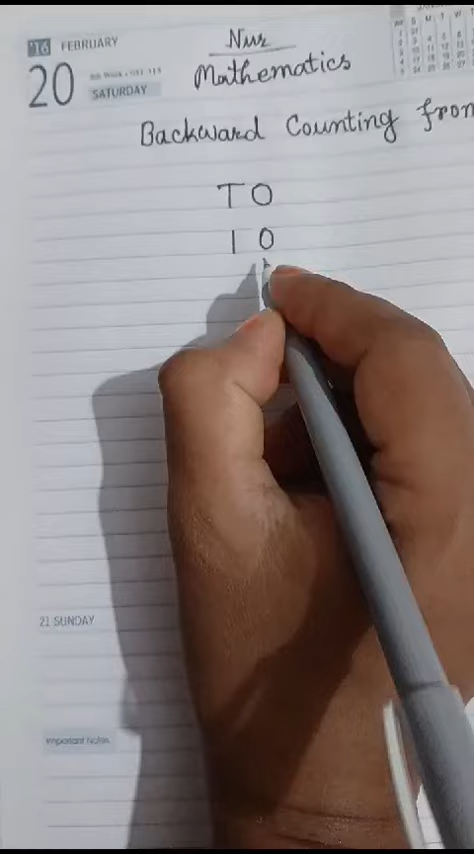 '16 FEBRUARY
20
SATURDAY
Nur
Mathematics
Backward Counting from
T O
1 0
21 SUNDAY
Important Notes